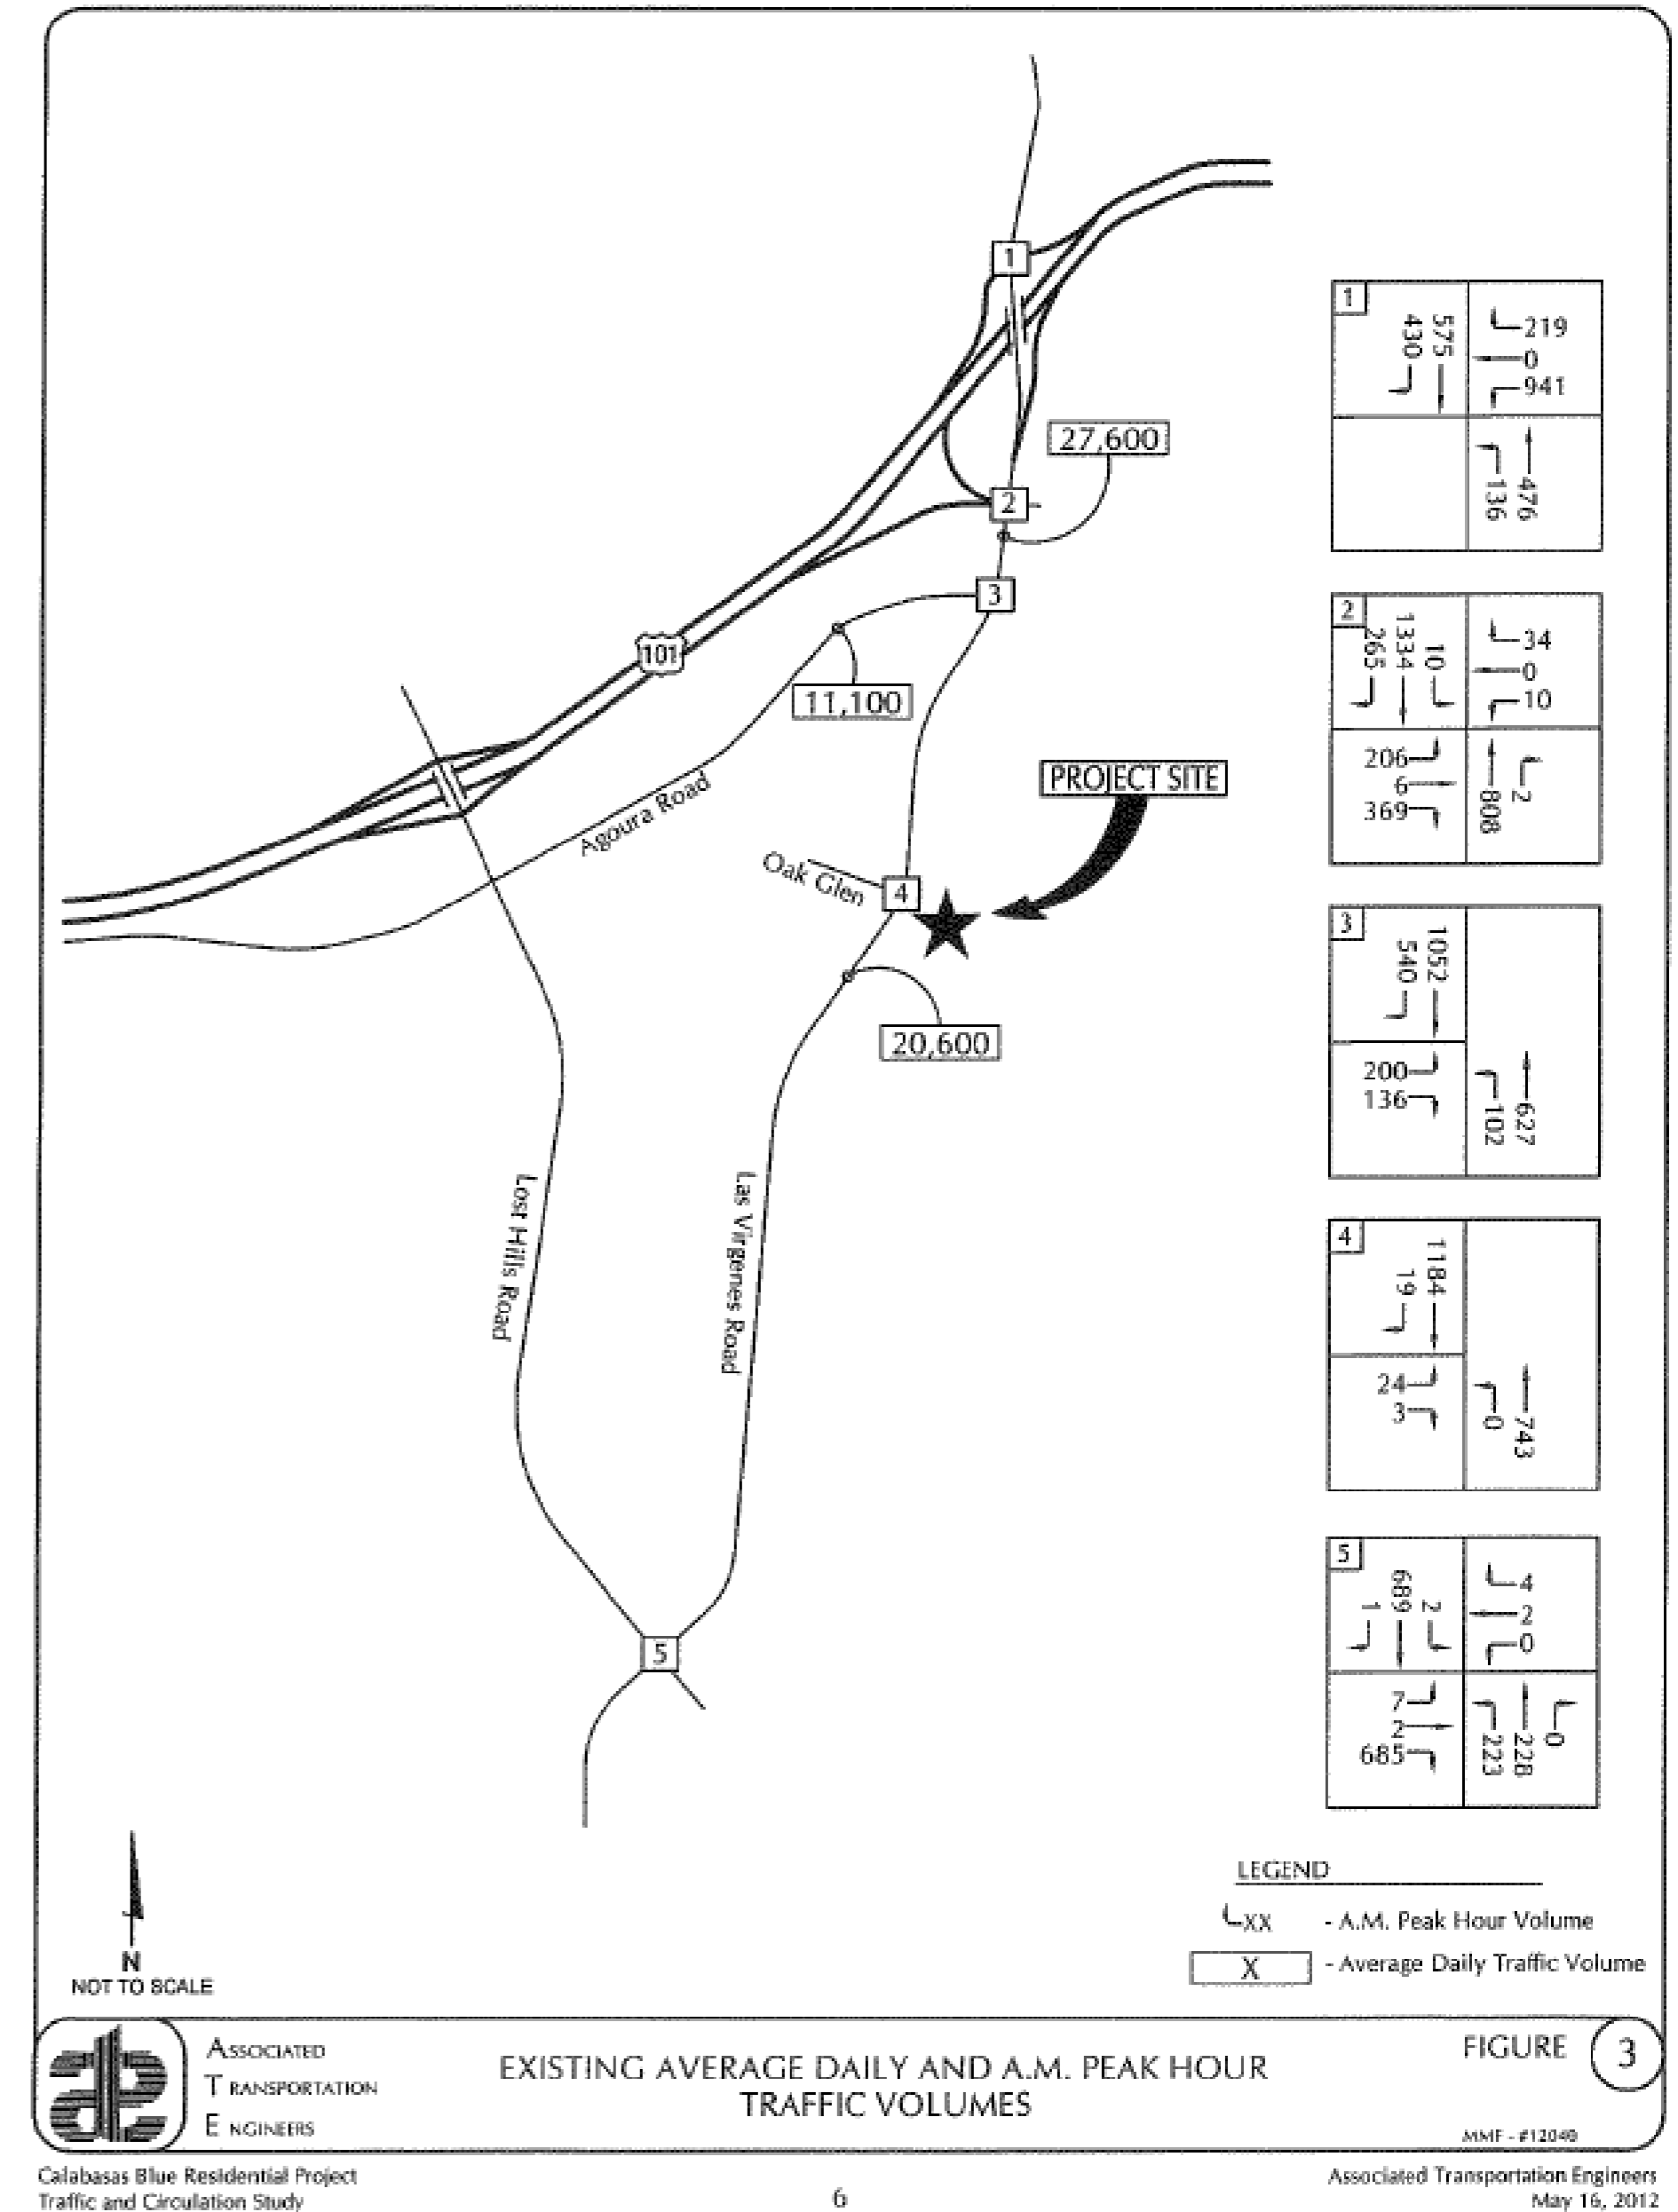 1
27,600
2
3
101
11,100
Agoura Road
PROJECT SITE
Oak Glen
4
20,600
Lost Hills Road
Las Virgenes Road
5
1
575
430
219
0
941
136
476
2
10
1334
265
34
0
10
206
6
369
808
2
3
1052
540
200
136
102
627
4
1184
19
24
3
0
743
5
2
689
1
4
2
0
7
2
685
223
228
0
LEGEND
XX - A.M. Peak Hour Volume
X - Average Daily Traffic Volume
N
NOT TO SCALE
ASSOCIATED
TRANSPORTATION
ENGINEERS
EXISTING AVERAGE DAILY AND A.M. PEAK HOUR
TRAFFIC VOLUMES
FIGURE 3
MMF - #12040
Calabasas Blue Residential Project
Traffic and Circulation Study
6
Associated Transportation Engineers
May 16, 2012